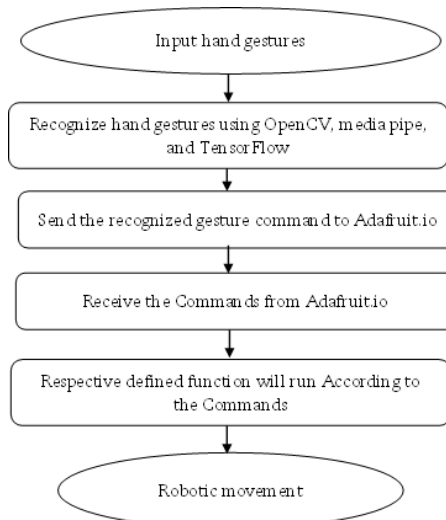 Input hand gestures
Recognize hand gestures using OpenCV, media pipe,
and TensorFlow
Send the recognized gesture command to Adafruit.io
Receive the Commands from Adafruit.io
Respective defined function will run According to
the Commands
Robotic movement